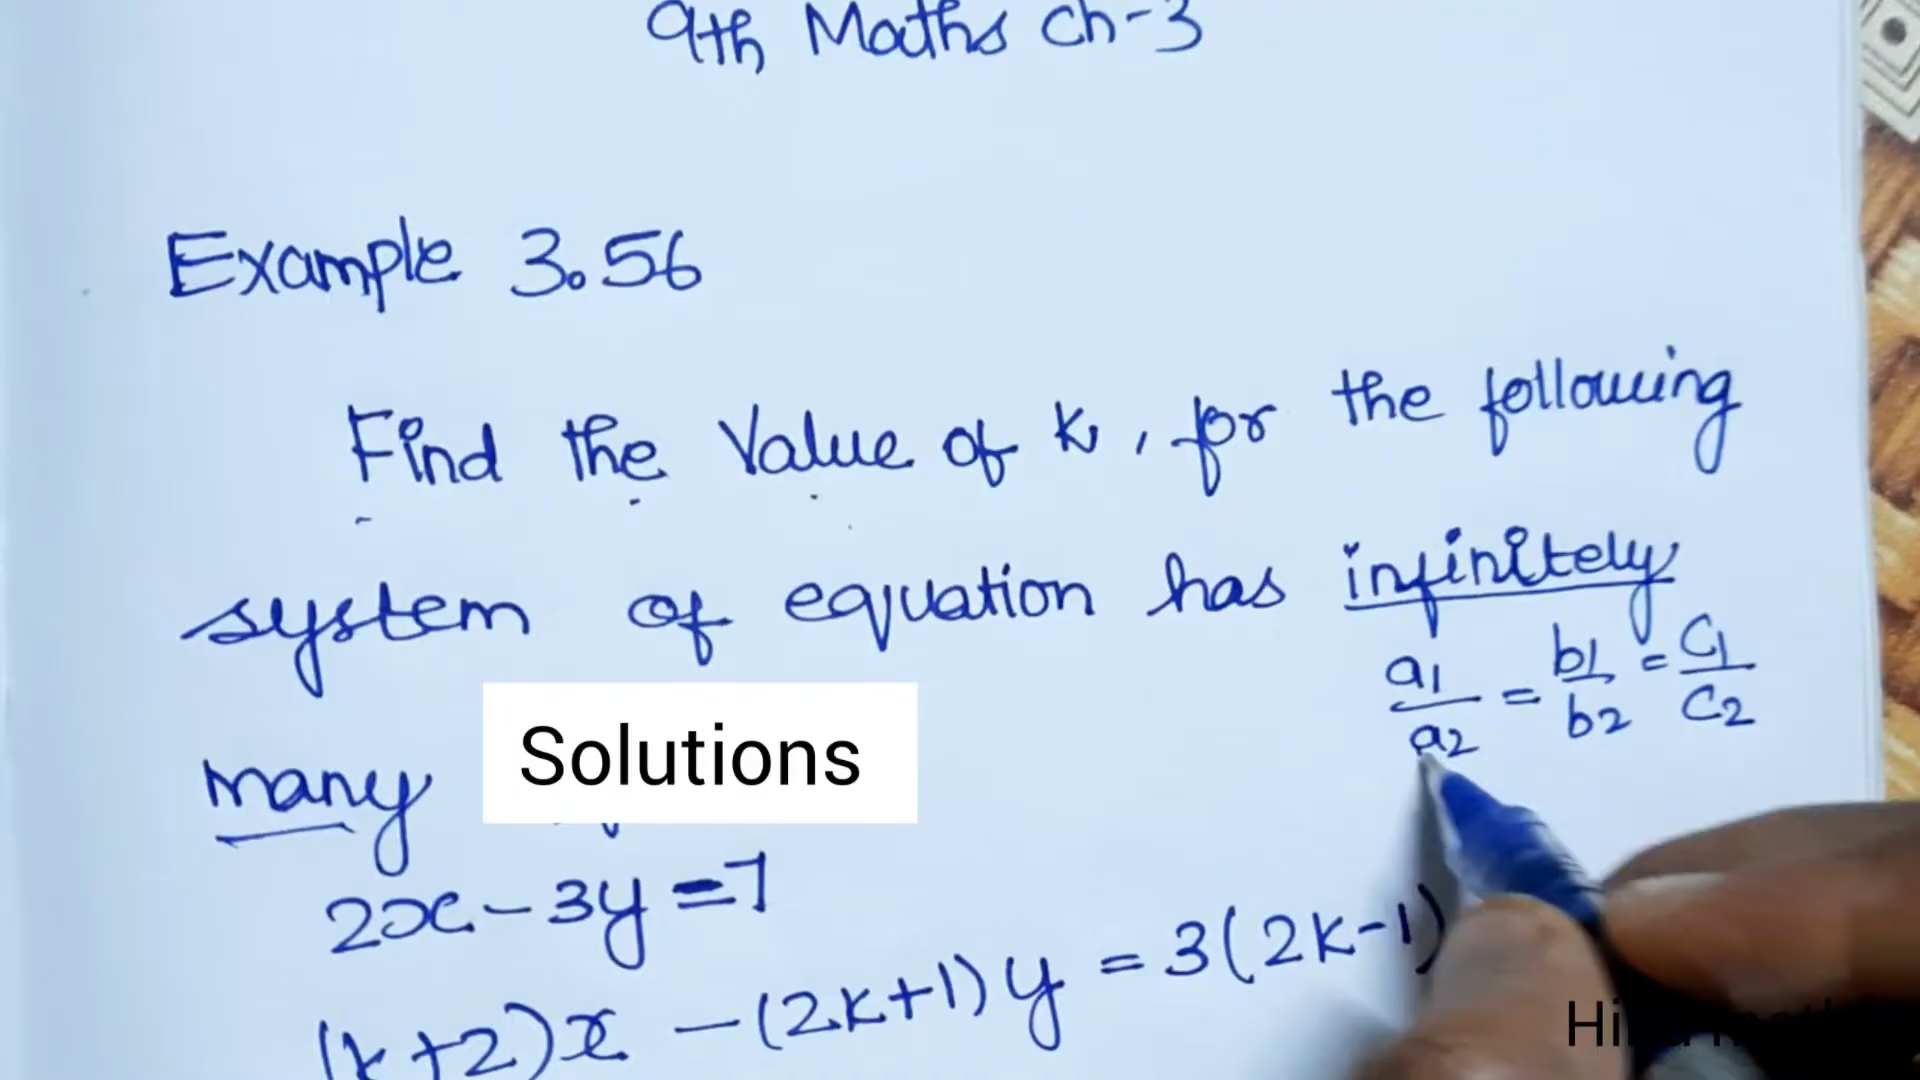 9th Maths Ch-3
Example 3.56
Find the Value of k, for the following
system of equation has infinitely
a1/a2 = b1/b2 = C1/C2
many Solutions
2x - 3y = 7
(k+2)x - (2k+1)y = 3(2k-1)